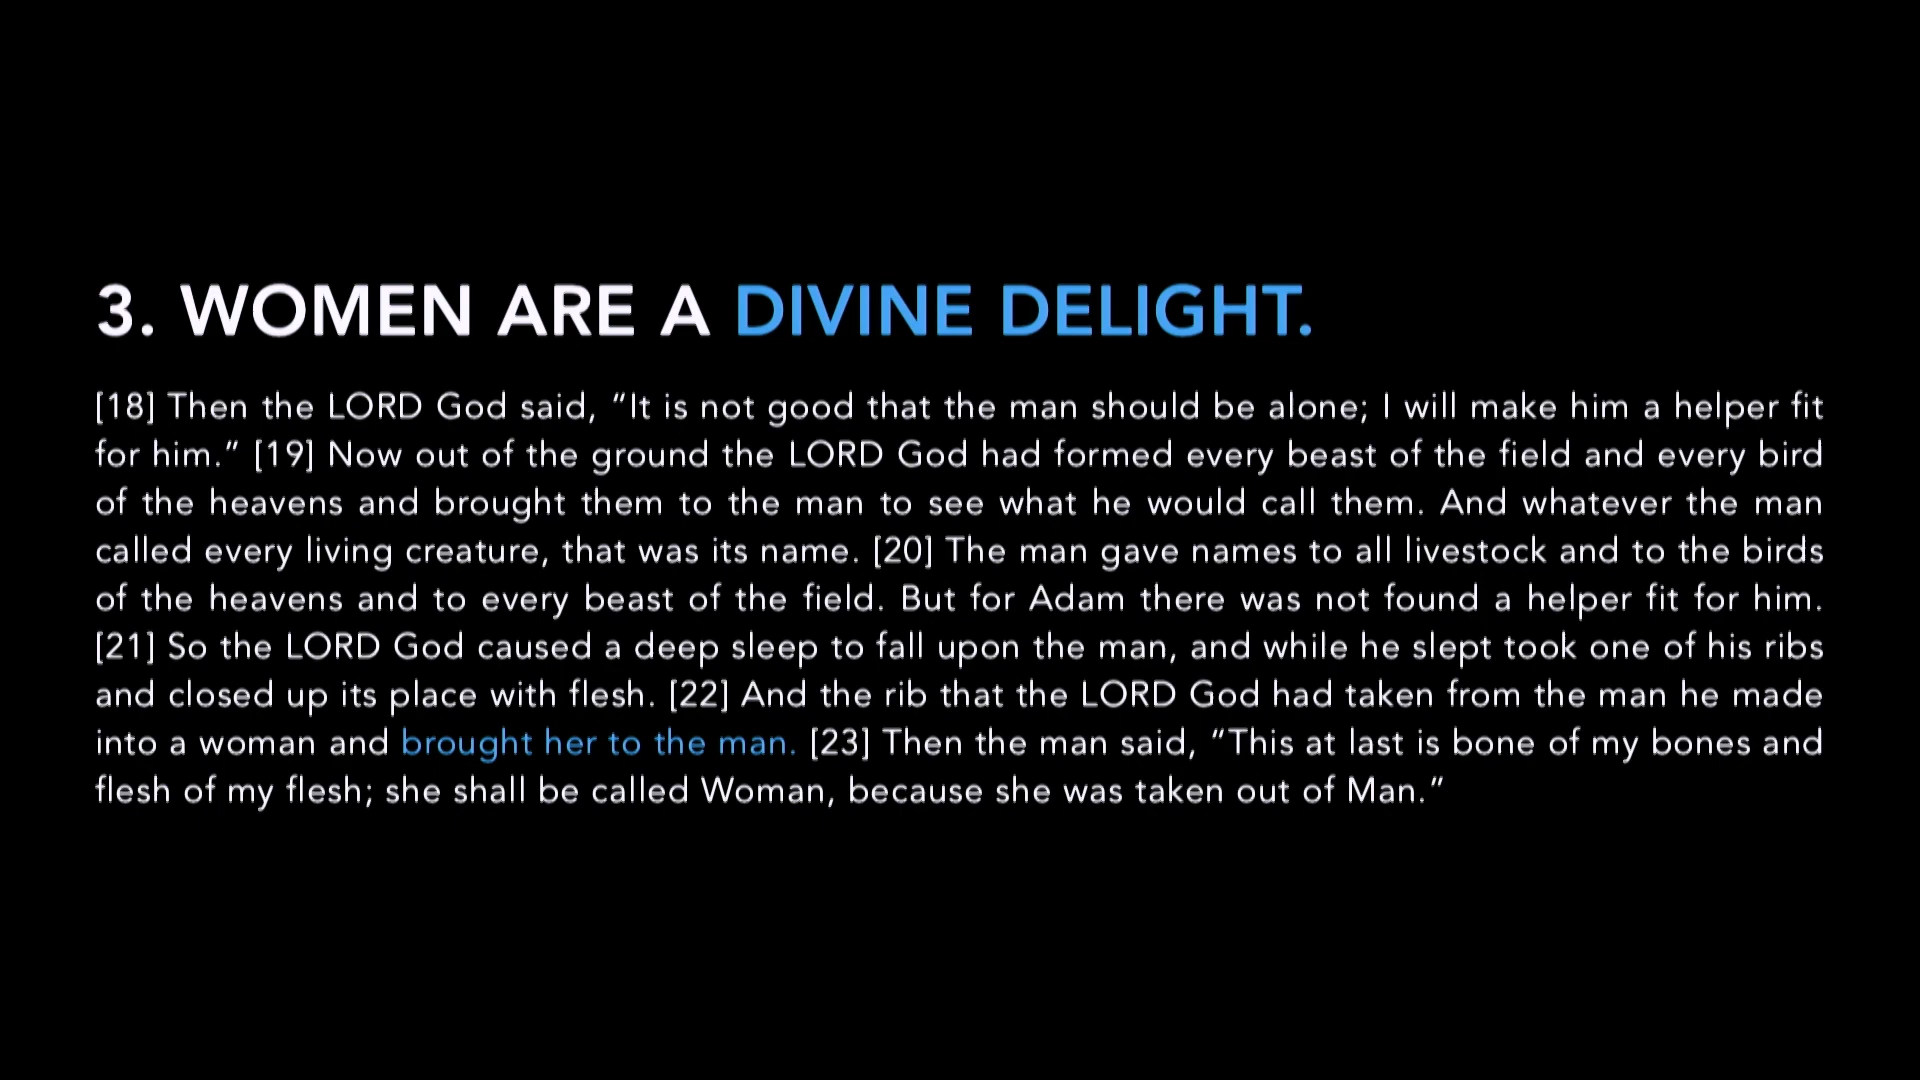 3. WOMEN ARE A DIVINE DELIGHT.
[18] Then the LORD God said, “It is not good that the man should be alone; I will make him a helper fit
for him.” [19] Now out of the ground the LORD God had formed every beast of the field and every bird
of the heavens and brought them to the man to see what he would call them. And whatever the man
called every living creature, that was its name. [20] The man gave names to all livestock and to the birds
of the heavens and to every beast of the field. But for Adam there was not found a helper fit for him.
[21] So the LORD God caused a deep sleep to fall upon the man, and while he slept took one of his ribs
and closed up its place with flesh. [22] And the rib that the LORD God had taken from the man he made
into a woman and brought her to the man. [23] Then the man said, “This at last is bone of my bones and
flesh of my flesh; she shall be called Woman, because she was taken out of Man.”